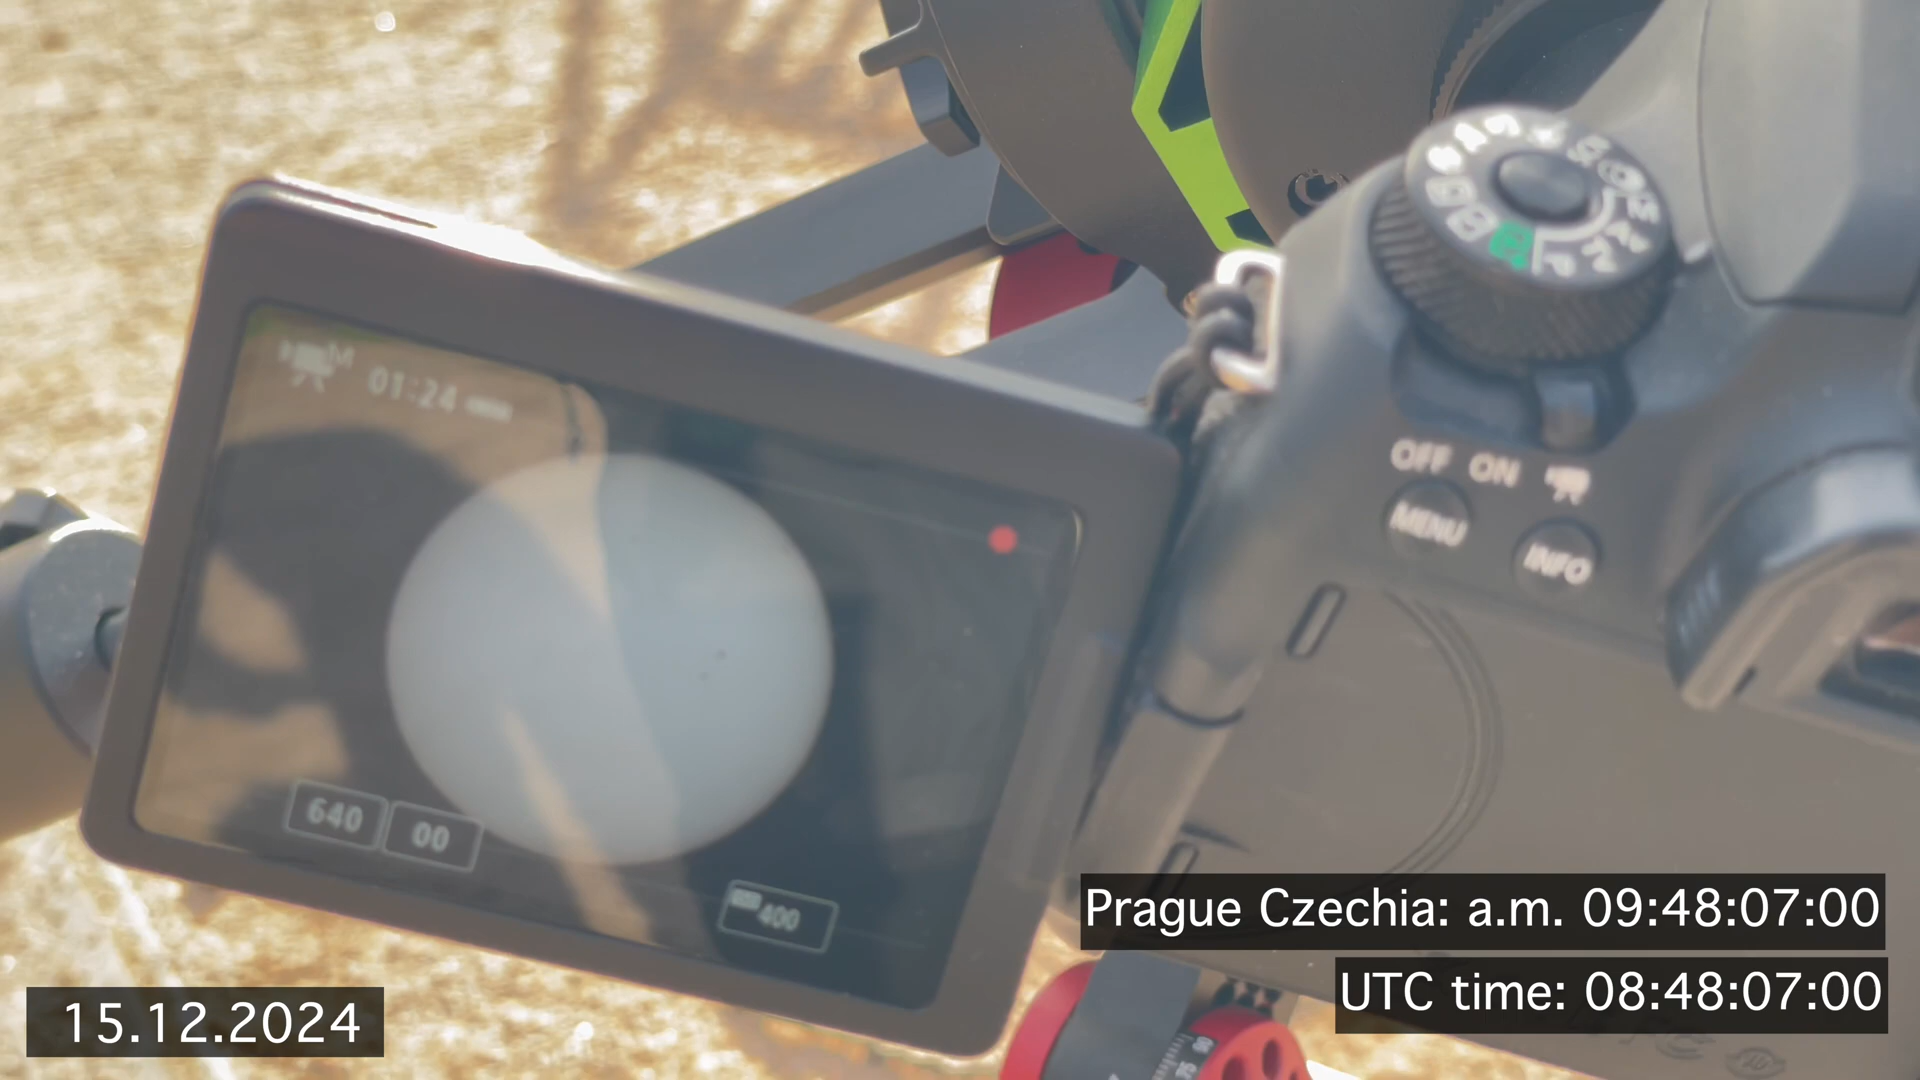 M 01:24
OFF ON
MENU
INFO
640 00
400
Prague Czechia: a.m. 09:48:07:00
UTC time: 08:48:07:00
15.12.2024